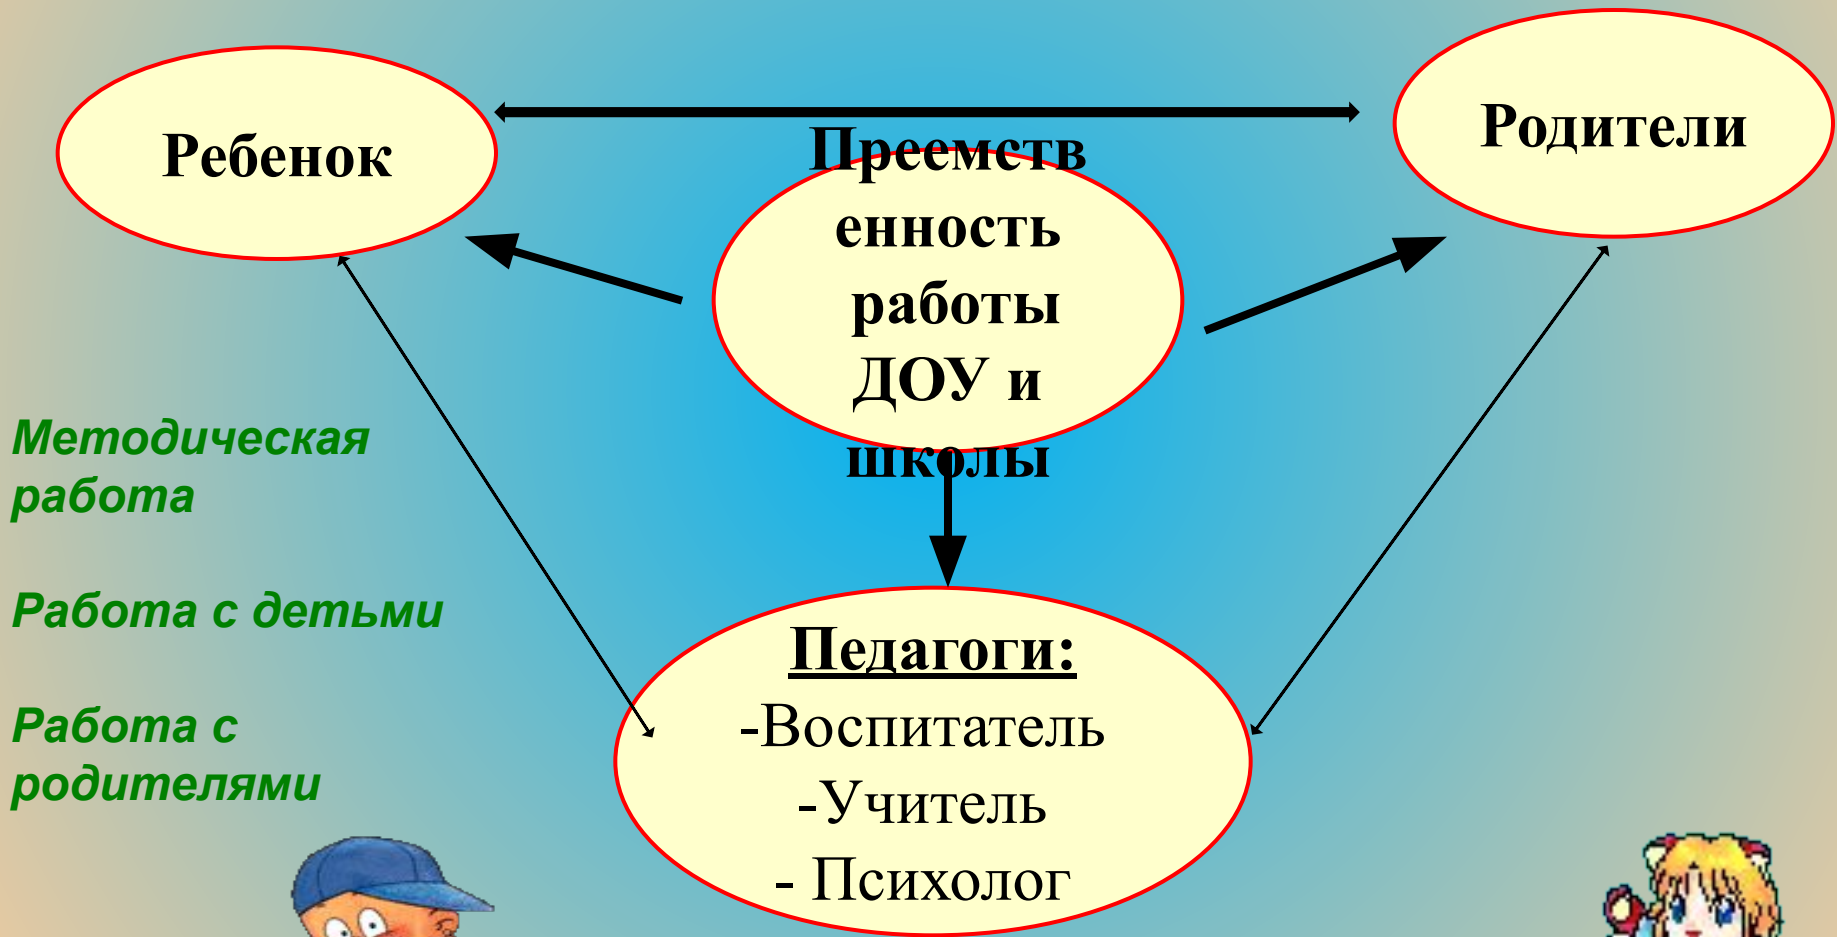 Ребенок
Родители
Преемств
енность
работы
ДОУ и
школы
Методическая
работа
Работа с детьми
Работа с
родителями
Педагоги:
-Воспитатель
-Учитель
- Психолог